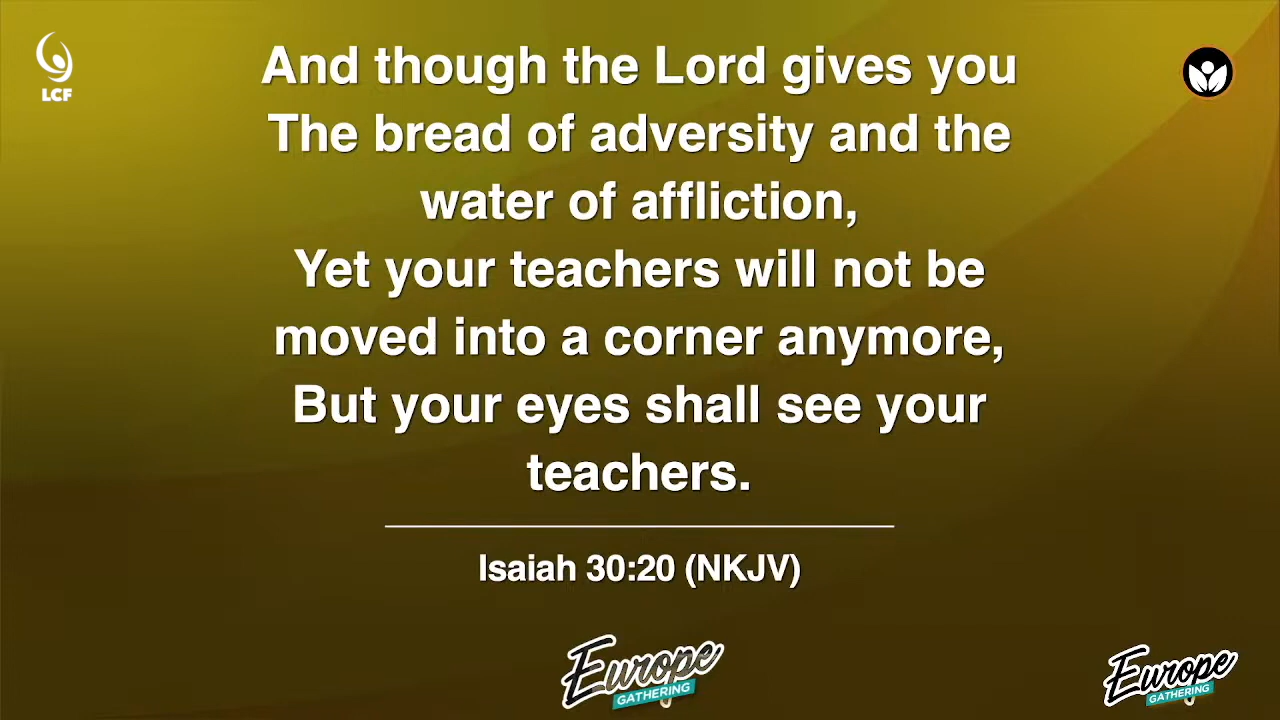 LCF
And though the Lord gives you
The bread of adversity and the
water of affliction,
Yet your teachers will not be
moved into a corner anymore,
But your eyes shall see your
teachers.
Isaiah 30:20 (NKJV)
Europe
GATHERING
Europe
GATHERING